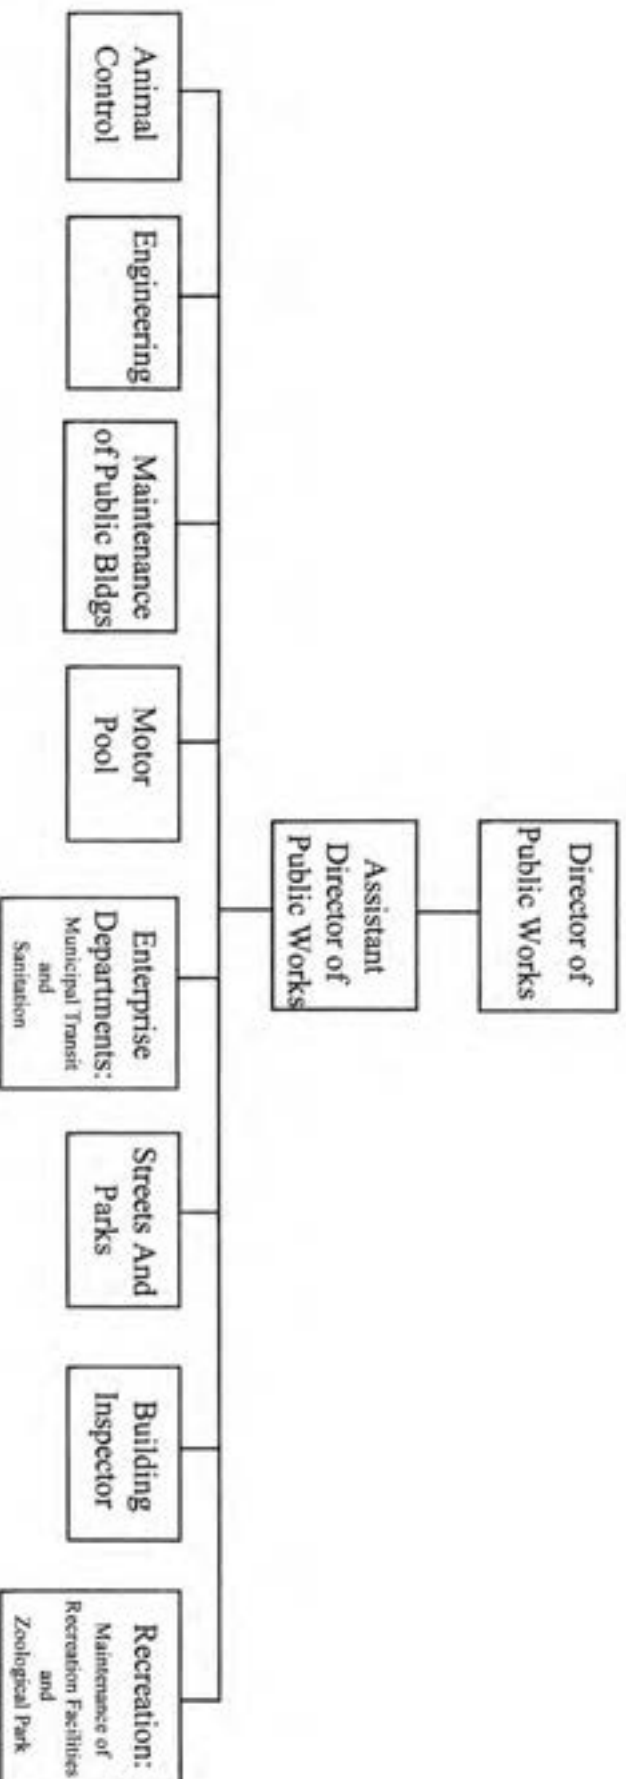 Director of
Public Works
Assistant
Director of
Public Works
Animal
Control
Engineering
Maintenance
of Public Bldgs
Motor
Pool
Enterprise
Departments:
Municipal Transit
and
Sanitation
Streets And
Parks
Building
Inspector
Recreation:
Maintenance of
Recreation Facilities
and
Zoological Park